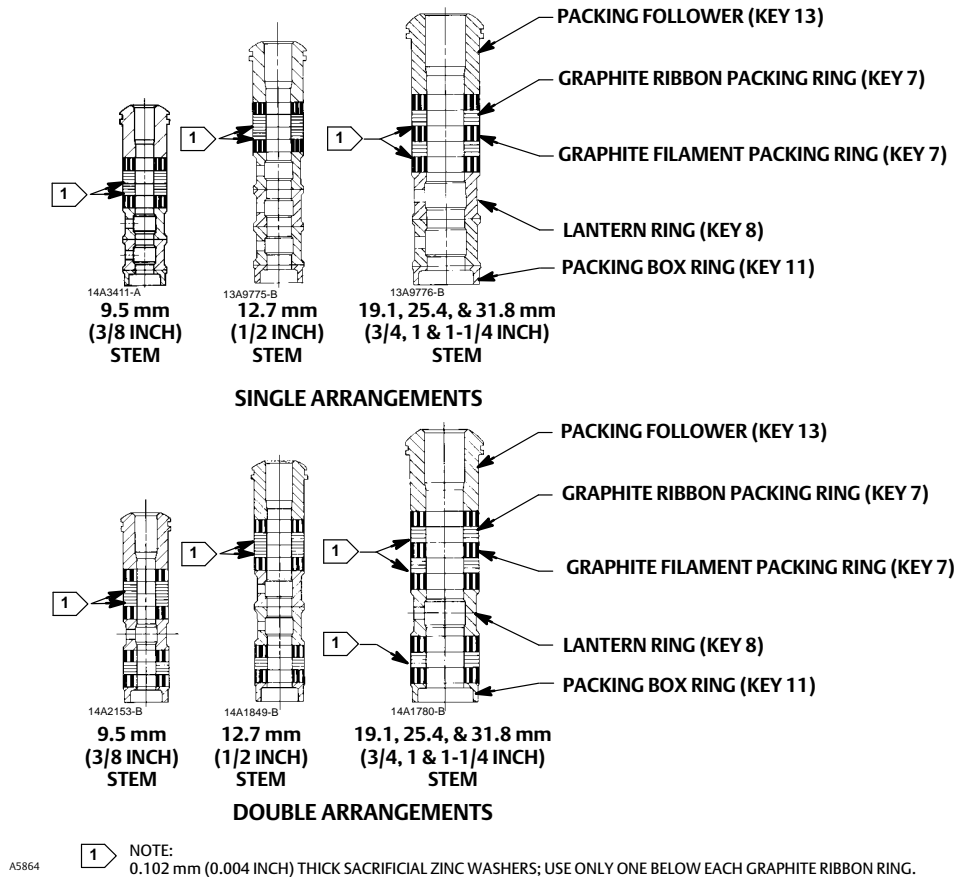 PACKING FOLLOWER (KEY 13)
GRAPHITE RIBBON PACKING RING (KEY 7)
1
1
1
GRAPHITE FILAMENT PACKING RING (KEY 7)
LANTERN RING (KEY 8)
PACKING BOX RING (KEY 11)
14A3411-A
13A9775-B
13A9776-B
9.5 mm
(3/8 INCH)
STEM
12.7 mm
(1/2 INCH)
STEM
19.1, 25.4, & 31.8 mm
(3/4, 1 & 1-1/4 INCH)
STEM
SINGLE ARRANGEMENTS
PACKING FOLLOWER (KEY 13)
GRAPHITE RIBBON PACKING RING (KEY 7)
1
1
1
GRAPHITE FILAMENT PACKING RING (KEY 7)
1
LANTERN RING (KEY 8)
PACKING BOX RING (KEY 11)
14A2153-B
14A1849-B
14A1780-B
9.5 mm
(3/8 INCH)
STEM
12.7 mm
(1/2 INCH)
STEM
19.1, 25.4, & 31.8 mm
(3/4, 1 & 1-1/4 INCH)
STEM
DOUBLE ARRANGEMENTS
1 NOTE:
0.102 mm (0.004 INCH) THICK SACRIFICIAL ZINC WASHERS; USE ONLY ONE BELOW EACH GRAPHITE RIBBON RING.
A5864